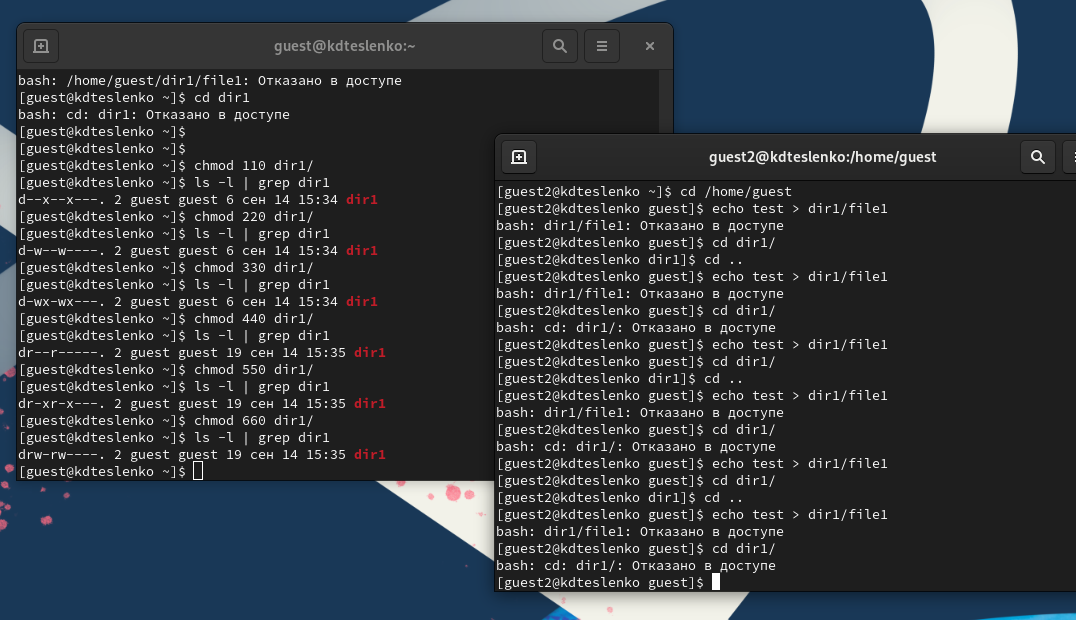 guest@kdteslenko:~
bash: /home/guest/dir1/file1: Отказано в доступе
[guest@kdteslenko ~]$ cd dir1
bash: cd: dir1: Отказано в доступе
[guest@kdteslenko ~]$
[guest@kdteslenko ~]$
[guest@kdteslenko ~]$ chmod 110 dir1/
[guest@kdteslenko ~]$ ls -l | grep dir1
d--x--x---. 2 guest guest 6 сен 14 15:34 dir1
[guest@kdteslenko ~]$ chmod 220 dir1/
[guest@kdteslenko ~]$ ls -l | grep dir1
d-w--w----. 2 guest guest 6 сен 14 15:34 dir1
[guest@kdteslenko ~]$ chmod 330 dir1/
[guest@kdteslenko ~]$ ls -l | grep dir1
d-wx-wx---. 2 guest guest 6 сен 14 15:34 dir1
[guest@kdteslenko ~]$ chmod 440 dir1/
[guest@kdteslenko ~]$ ls -l | grep dir1
dr--r-----. 2 guest guest 19 сен 14 15:35 dir1
[guest@kdteslenko ~]$ chmod 550 dir1/
[guest@kdteslenko ~]$ ls -l | grep dir1
dr-xr-x---. 2 guest guest 19 сен 14 15:35 dir1
[guest@kdteslenko ~]$ chmod 660 dir1/
[guest@kdteslenko ~]$ ls -l | grep dir1
drw-rw----. 2 guest guest 19 сен 14 15:35 dir1
[guest@kdteslenko ~]$
guest2@kdteslenko:/home/guest
[guest2@kdteslenko ~]$ cd /home/guest
[guest2@kdteslenko guest]$ echo test > dir1/file1
bash: dir1/file1: Отказано в доступе
[guest2@kdteslenko guest]$ cd dir1/
[guest2@kdteslenko dir1]$ cd ..
[guest2@kdteslenko guest]$ echo test > dir1/file1
bash: dir1/file1: Отказано в доступе
[guest2@kdteslenko guest]$ cd dir1/
bash: cd: dir1/: Отказано в доступе
[guest2@kdteslenko guest]$ echo test > dir1/file1
[guest2@kdteslenko guest]$ cd dir1/
[guest2@kdteslenko dir1]$ cd ..
[guest2@kdteslenko guest]$ echo test > dir1/file1
bash: dir1/file1: Отказано в доступе
[guest2@kdteslenko guest]$ cd dir1/
bash: cd: dir1/: Отказано в доступе
[guest2@kdteslenko guest]$ echo test > dir1/file1
[guest2@kdteslenko guest]$ cd dir1/
[guest2@kdteslenko dir1]$ cd ..
[guest2@kdteslenko guest]$ echo test > dir1/file1
bash: dir1/file1: Отказано в доступе
[guest2@kdteslenko guest]$ cd dir1/
bash: cd: dir1/: Отказано в доступе
[guest2@kdteslenko guest]$